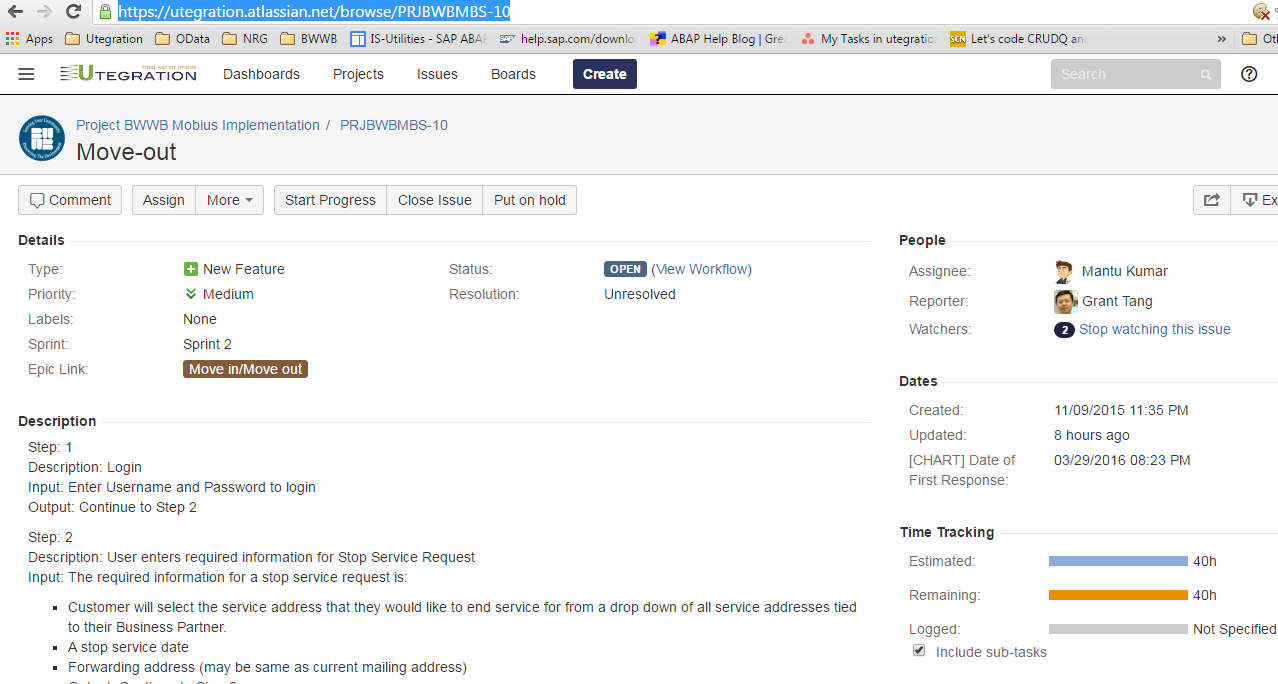 https://utegration.atlassian.net/browse/PRJBWBMBS-10
Apps Utegration OData NRG BWWB IS-Utilities - SAP ABAP help.sap.com/downlo ABAP Help Blog | Grea My Tasks in utegration Let's code CRUDQ an » Ot
TOTAL SAP SOLUTIONS
UTEGRATION Dashboards Projects Issues Boards Create Search
Project BWWB Mobius Implementation / PRJBWBMBS-10
Move-out
Comment Assign More Start Progress Close Issue Put on hold Ex
Details
Type: New Feature
Priority: Medium
Labels: None
Sprint: Sprint 2
Epic Link: Move in/Move out
Status: OPEN (View Workflow)
Resolution: Unresolved
Description
Step: 1
Description: Login
Input: Enter Username and Password to login
Output: Continue to Step 2
Step: 2
Description: User enters required information for Stop Service Request
Input: The required information for a stop service request is:
Customer will select the service address that they would like to end service for from a drop down of all service addresses tied
to their Business Partner.
A stop service date
Forwarding address (may be same as current mailing address)
People
Assignee: Mantu Kumar
Reporter: Grant Tang
Watchers: 2 Stop watching this issue
Dates
Created: 11/09/2015 11:35 PM
Updated: 8 hours ago
[CHART] Date of 03/29/2016 08:23 PM
First Response:
Time Tracking
Estimated: 40h
Remaining: 40h
Logged: Not Specified
Include sub-tasks